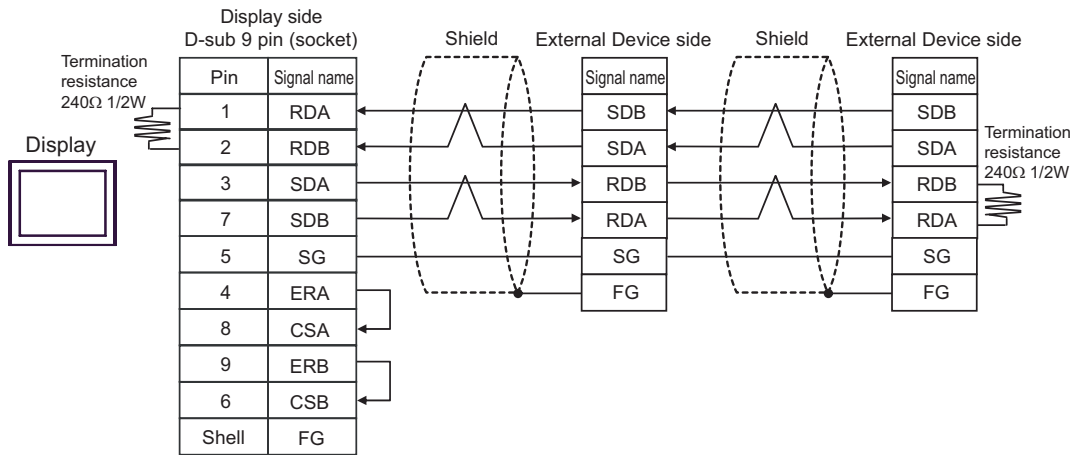 Display side
D-sub 9 pin (socket)
Shield
External Device side
Shield
External Device side
Termination
resistance
240Ω 1/2W
Display
Pin Signal name
1 RDA
2 RDB
3 SDA
7 SDB
5 SG
4 ERA
8 CSA
9 ERB
6 CSB
Shell FG
Signal name
SDB
SDA
RDB
RDA
SG
FG
Signal name
SDB
SDA
RDB
RDA
SG
FG
Termination
resistance
240Ω 1/2W